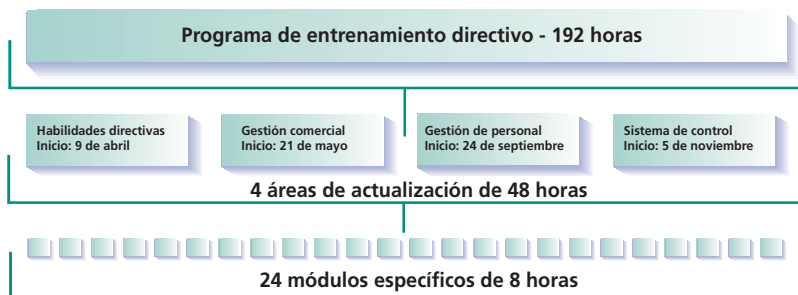 Programa de entrenamiento directivo - 192 horas
Habilidades directivas
Inicio: 9 de abril
Gestión comercial
Inicio: 21 de mayo
Gestión de personal
Inicio: 24 de septiembre
Sistema de control
Inicio: 5 de noviembre
4 áreas de actualización de 48 horas
24 módulos específicos de 8 horas